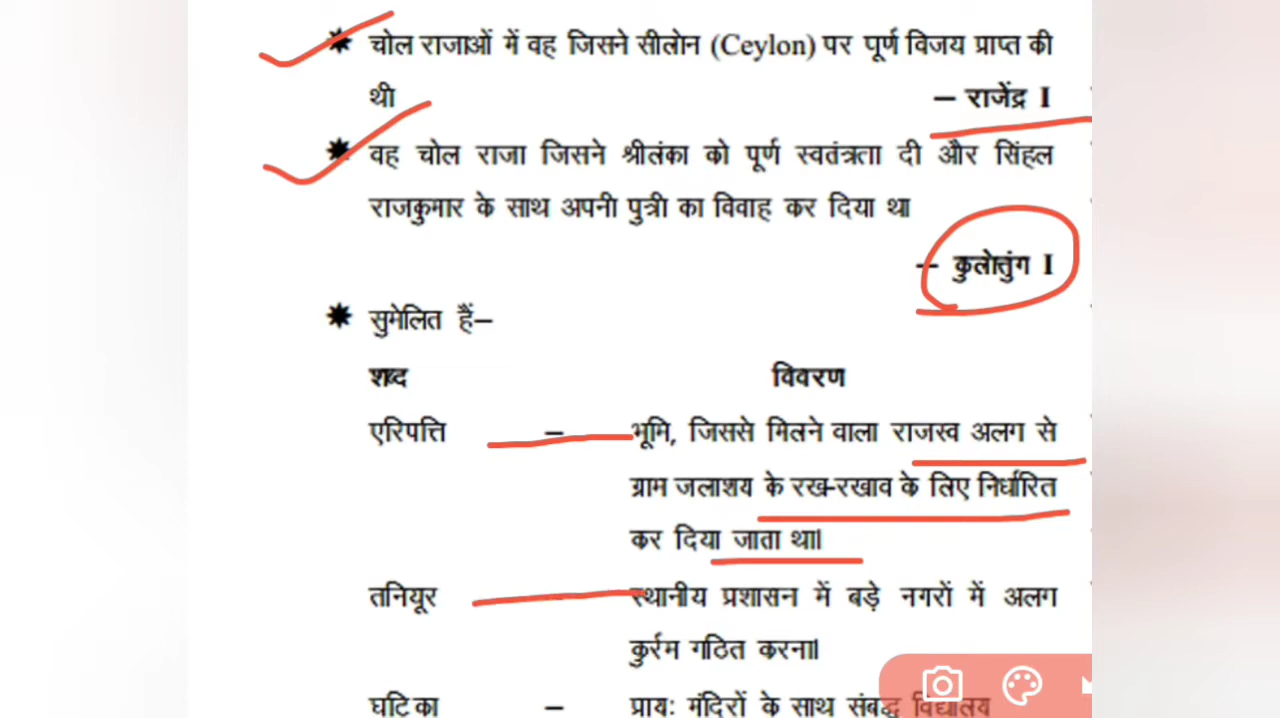 ✷ चोल राजाओं में वह जिसने सीलोन (Ceylon) पर पूर्ण विजय प्राप्त की
थी – राजेंद्र I
✷ वह चोल राजा जिसने श्रीलंका को पूर्ण स्वतंत्रता दी और सिंहल
राजकुमार के साथ अपनी पुत्री का विवाह कर दिया था
– कुलोत्तुंग I
✷ सुमेलित हैं–
शब्द विवरण
एरिपत्ति – भूमि, जिससे मिलने वाला राजस्व अलग से
ग्राम जलाशय के रख-रखाव के लिए निर्धारित
कर दिया जाता था।
तनियूर – स्थानीय प्रशासन में बड़े नगरों में अलग
कुर्रम गठित करना।
घटिका – प्रायः मंदिरों के साथ संबद्ध विद्यालय